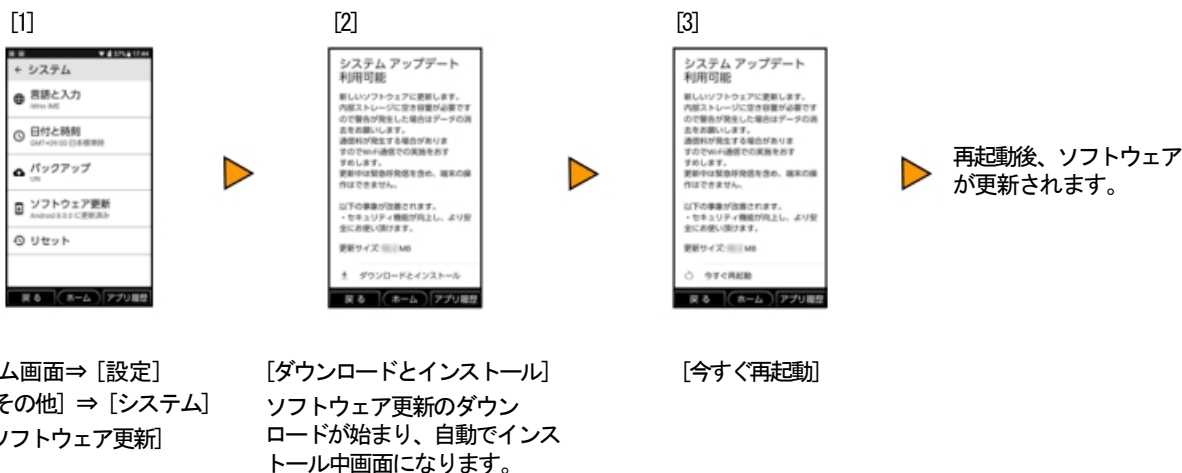 [1]
[2]
[3]
← システム
言語と入力
iWnn IME
日付と時刻
GMT+09:00 日本標準時
バックアップ
ソフトウェア更新
Android 8.0.0 に更新済み
リセット
戻る ホーム アプリ履歴
システム アップデート
利用可能
新しいソフトウェアに更新します。
内部ストレージに空き容量が必要です
ので警告が発生した場合はデータの消
去をお願いします。
通信料が発生する場合がありま
すのでWi-Fi通信での実施をおす
すめします。
更新中は緊急呼発信を含め、端末の操
作はできません。
以下の事象が改善されます。
・セキュリティ機能が向上し、より安
全にお使い頂けます。
更新サイズ: MB
ダウンロードとインストール
戻る ホーム アプリ履歴
システム アップデート
利用可能
新しいソフトウェアに更新します。
内部ストレージに空き容量が必要です
ので警告が発生した場合はデータの消
去をお願いします。
通信料が発生する場合がありま
すのでWi-Fi通信での実施をおす
すめします。
更新中は緊急呼発信を含め、端末の操
作はできません。
以下の事象が改善されます。
・セキュリティ機能が向上し、より安
全にお使い頂けます。
更新サイズ: MB
今すぐ再起動
戻る ホーム アプリ履歴
再起動後、ソフトウェア
が更新されます。
ム画面⇒［設定］
その他］⇒［システム］
ソフトウェア更新］
［ダウンロードとインストール］
ソフトウェア更新のダウン
ロードが始まり、自動でインス
トール中画面になります。
［今すぐ再起動］